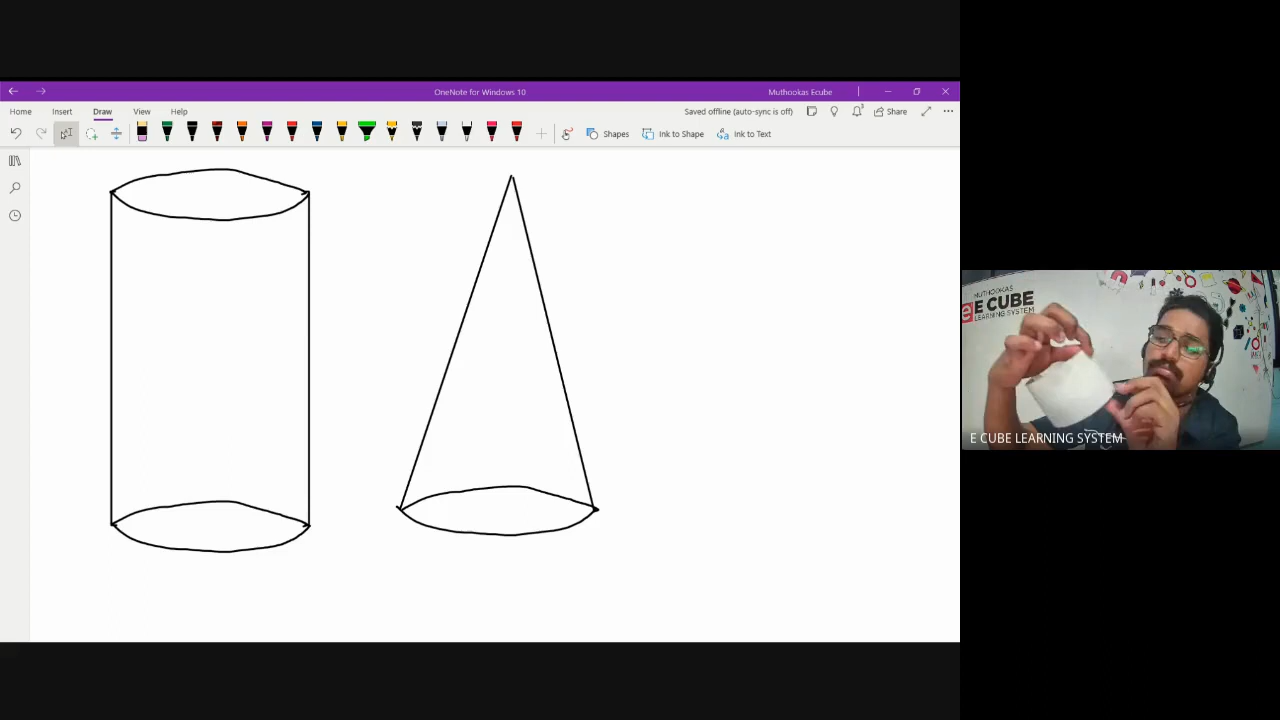 OneNote for Windows 10
Muthookas Ecube
Home Insert Draw View Help
Saved offline (auto-sync is off)
Share
Shapes
Ink to Shape
Ink to Text
MUTHOOKAS
e E CUBE
LEARNING SYSTEM
E CUBE LEARNING SYSTEM